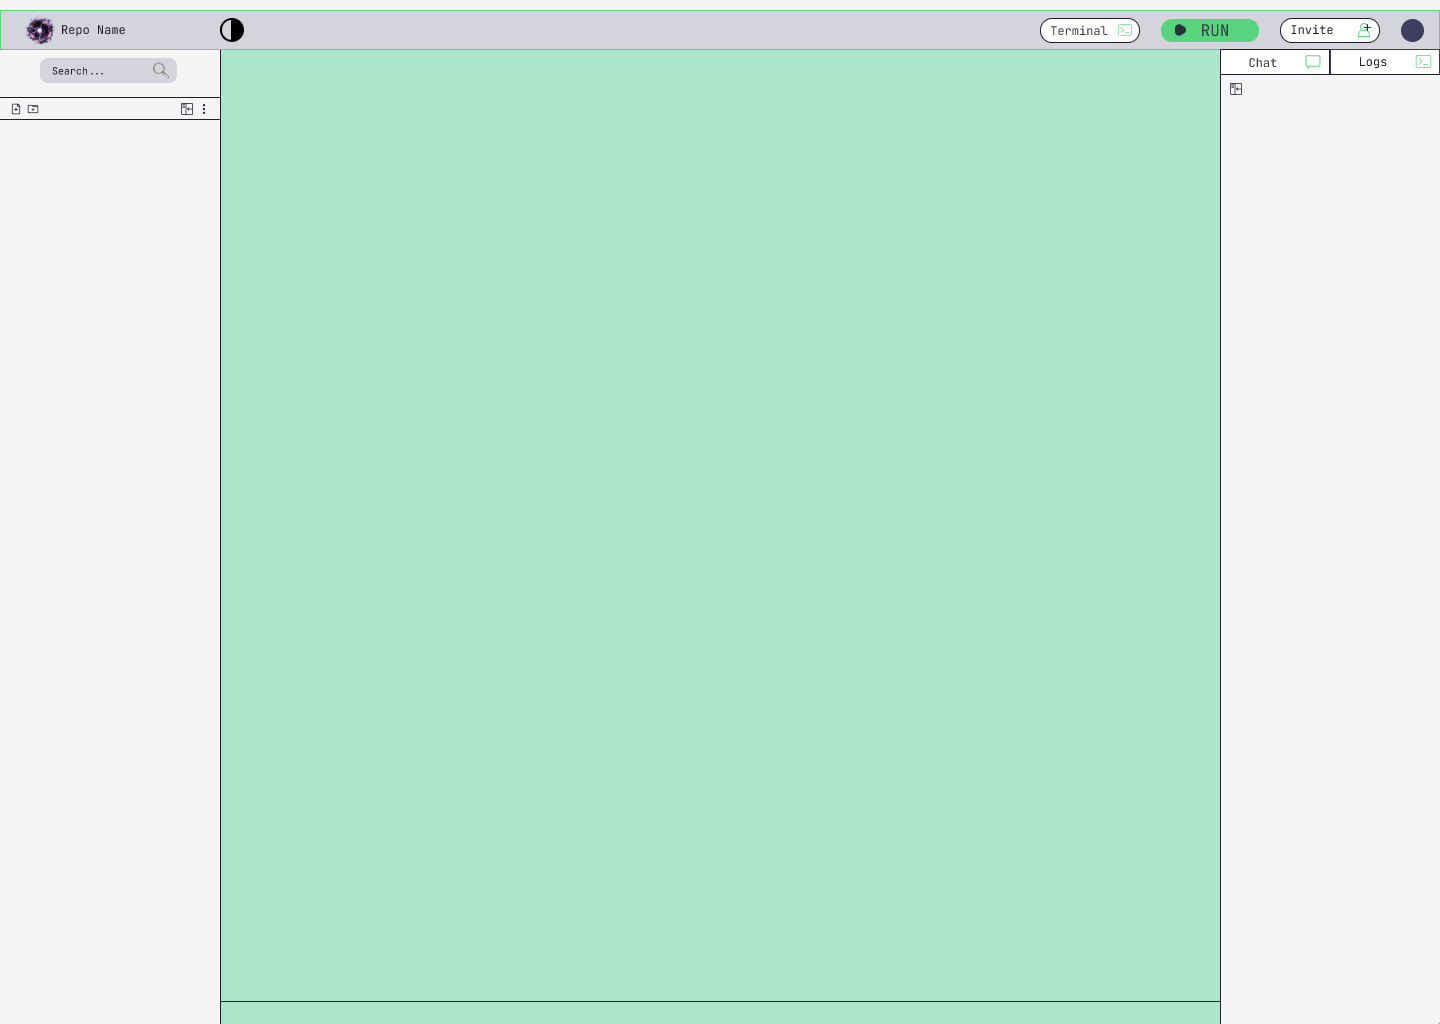 Repo Name
Terminal
RUN
Invite
Search...
Chat
Logs